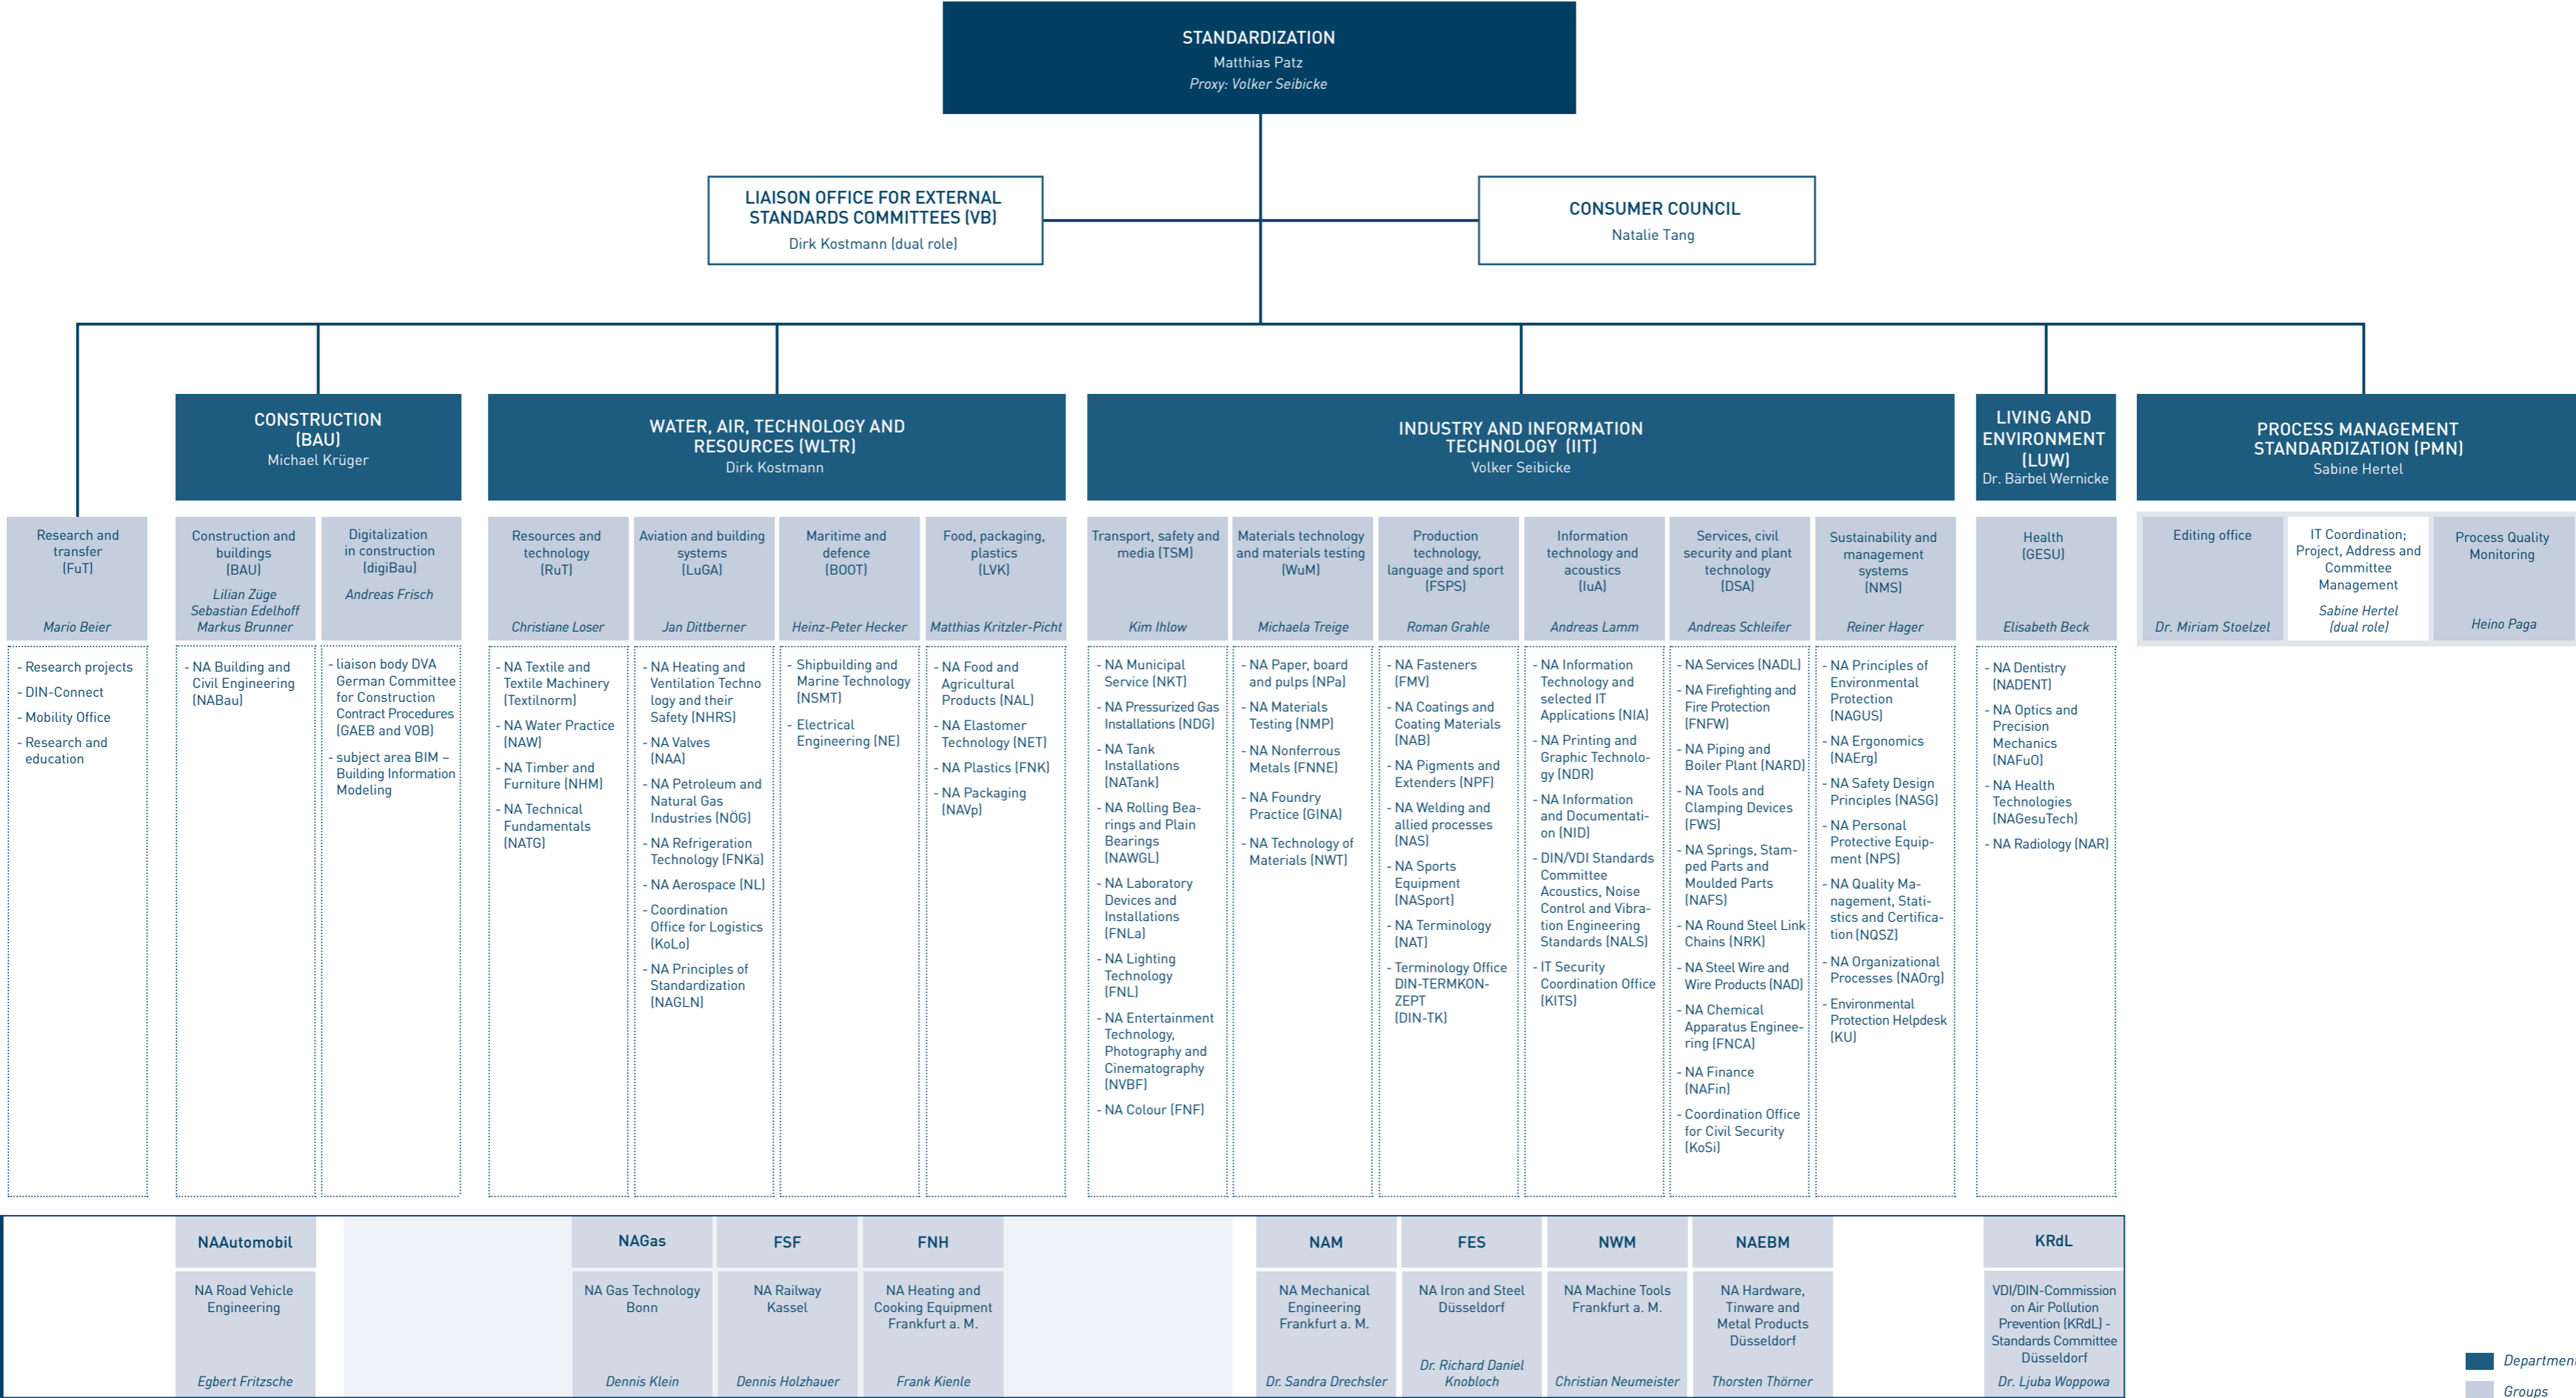 STANDARDIZATION
Matthias Patz
Proxy: Volker Seibicke
LIAISON OFFICE FOR EXTERNAL
STANDARDS COMMITTEES (VB)
Dirk Kostmann (dual role)
CONSUMER COUNCIL
Natalie Tang
CONSTRUCTION
(BAU)
Michael Krüger
WATER, AIR, TECHNOLOGY AND
RESOURCES (WLTR)
Dirk Kostmann
INDUSTRY AND INFORMATION
TECHNOLOGY (IIT)
Volker Seibicke
LIVING AND
ENVIRONMENT
(LUW)
Dr. Bärbel Wernicke
PROCESS MANAGEMENT
STANDARDIZATION (PMN)
Sabine Hertel
Research and
transfer
(FuT)
Mario Beier
- Research projects
- DIN-Connect
- Mobility Office
- Research and
education
Construction and
buildings
(BAU)
Lilian Züge
Sebastian Edelhoff
Markus Brunner
- NA Building and
Civil Engineering
(NABau)
Digitalization
in construction
(digiBau)
Andreas Frisch
- liaison body DVA
German Committee
for Construction
Contract Procedures
(GAEB and VOB)
- subject area BIM –
Building Information
Modeling
Resources and
technology
(RuT)
Christiane Loser
- NA Textile and
Textile Machinery
(Textilnorm)
- NA Water Practice
(NAW)
- NA Timber and
Furniture (NHM)
- NA Technical
Fundamentals
(NATG)
Aviation and building
systems
(LuGA)
Jan Dittberner
- NA Heating and
Ventilation Techno
logy and their
Safety (NHRS)
- NA Valves
(NAA)
- NA Petroleum and
Natural Gas
Industries (NÖG)
- NA Refrigeration
Technology (FNKä)
- NA Aerospace (NL)
- Coordination
Office for Logistics
(KoLo)
- NA Principles of
Standardization
(NAGLN)
Maritime and
defence
(BOOT)
Heinz-Peter Hecker
- Shipbuilding and
Marine Technology
(NSMT)
- Electrical
Engineering (NE)
Food, packaging,
plastics
(LVK)
Matthias Kritzler-Picht
- NA Food and
Agricultural
Products (NAL)
- NA Elastomer
Technology (NET)
- NA Plastics (FNK)
- NA Packaging
(NAVp)
Transport, safety and
media (TSM)
Kim Ihlow
- NA Municipal
Service (NKT)
- NA Pressurized Gas
Installations (NDG)
- NA Tank
Installations
(NATank)
- NA Rolling Bea-
rings and Plain
Bearings
(NAWGL)
- NA Laboratory
Devices and
Installations
(FNLa)
- NA Lighting
Technology
(FNL)
- NA Entertainment
Technology,
Photography and
Cinematography
(NVBF)
- NA Colour (FNF)
Materials technology
and materials testing
(WuM)
Michaela Treige
- NA Paper, board
and pulps (NPa)
- NA Materials
Testing (NMP)
- NA Nonferrous
Metals (FNNE)
- NA Foundry
Practice (GINA)
- NA Technology of
Materials (NWT)
Production
technology,
language and sport
(FSPS)
Roman Grahle
- NA Fasteners
(FMV)
- NA Coatings and
Coating Materials
(NAB)
- NA Pigments and
Extenders (NPF)
- NA Welding and
allied processes
(NAS)
- NA Sports
Equipment
(NASport)
- NA Terminology
(NAT)
- Terminology Office
DIN-TERMKON-
ZEPT
(DIN-TK)
Information
technology and
acoustics
(IuA)
Andreas Lamm
- NA Information
Technology and
selected IT
Applications (NIA)
- NA Printing and
Graphic Technolo-
gy (NDR)
- NA Information
and Documentati-
on (NID)
- DIN/VDI Standards
Committee
Acoustics, Noise
Control and Vibra-
tion Engineering
Standards (NALS)
- IT Security
Coordination Office
(KITS)
Services, civil
security and plant
technology
(DSA)
Andreas Schleifer
- NA Services (NADL)
- NA Firefighting and
Fire Protection
(FNFW)
- NA Piping and
Boiler Plant (NARD)
- NA Tools and
Clamping Devices
(FWS)
- NA Springs, Stam-
ped Parts and
Moulded Parts
(NAFS)
- NA Round Steel Link
Chains (NRK)
- NA Steel Wire and
Wire Products (NAD)
- NA Chemical
Apparatus Enginee-
ring (FNCA)
- NA Finance
(NAFin)
- Coordination Office
for Civil Security
(KoSi)
Sustainability and
management
systems
(NMS)
Reiner Hager
- NA Principles of
Environmental
Protection
(NAGUS)
- NA Ergonomics
(NAErg)
- NA Safety Design
Principles (NASG)
- NA Personal
Protective Equip-
ment (NPS)
- NA Quality Ma-
nagement, Stati-
stics and Certifica-
tion (NQSZ)
- NA Organizational
Processes (NAOrg)
- Environmental
Protection Helpdesk
(KU)
Health
(GESU)
Elisabeth Beck
- NA Dentistry
(NADENT)
- NA Optics and
Precision
Mechanics
(NAFuO)
- NA Health
Technologies
(NAGesuTech)
- NA Radiology (NAR)
Editing office
Dr. Miriam Stoelzel
IT Coordination;
Project, Address and
Committee
Management
Sabine Hertel
(dual role)
Process Quality
Monitoring
Heino Paga
NAAutomobil
NA Road Vehicle
Engineering
Egbert Fritzsche
NAGas
NA Gas Technology
Bonn
Dennis Klein
FSF
NA Railway
Kassel
Dennis Holzhauer
FNH
NA Heating and
Cooking Equipment
Frankfurt a. M.
Frank Kienle
NAM
NA Mechanical
Engineering
Frankfurt a. M.
Dr. Sandra Drechsler
FES
NA Iron and Steel
Düsseldorf
Dr. Richard Daniel
Knobloch
NWM
NA Machine Tools
Frankfurt a. M.
Christian Neumeister
NAEBM
NA Hardware,
Tinware and
Metal Products
Düsseldorf
Thorsten Thörner
KRdL
VDI/DIN-Commission
on Air Pollution
Prevention (KRdL) -
Standards Committee
Düsseldorf
Dr. Ljuba Woppowa
Department
Groups